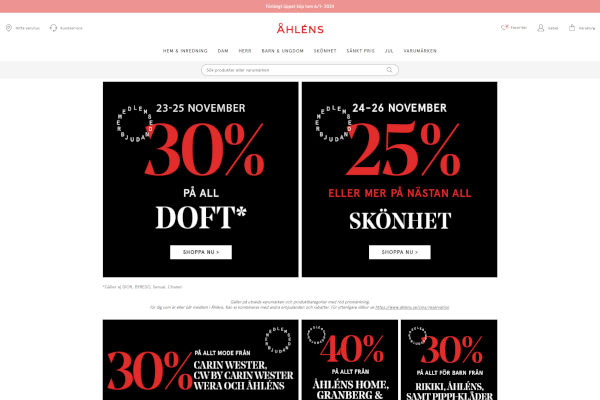 Förlängt öppet köp tom 6/1- 2024
Hitta varuhus
Kundservice
ÅHLÉNS
Favoriter
Varukorg
HEM & INREDNING DAM HERR BARN & UNGDOM SKÖNHET SÄNKT PRIS JUL VARUMÄRKEN
Sök produkter eller varumärken
MEDLEMSERBJUDANDE
23-25 NOVEMBER
30%
PÅ ALL
DOFT*
SHOPPA NU >
MEDLEMSERBJUDANDE
24-26 NOVEMBER
25%
ELLER MER PÅ NÄSTAN ALL
SKÖNHET
SHOPPA NU >
*Gäller ej DIOR, BYREDO, Sensai, Chanel
Gäller på utvalda varumärken och produktkategorier med röd prismärkning.
För dig som är eller blir medlem i Åhléns. Kan ej kombineras med andra erbjudanden och rabatter. För ytterligare villkor se https://www.ahlens.se/cms/reservation
MEDLEMSERBJUDANDE
30%
PÅ ALLT MODE FRÅN
CARIN WESTER,
CW BY CARIN WESTER
WERA OCH ÅHLÉNS
MEDLEMSERBJUDANDE
40%
PÅ ALLT FRÅN
ÅHLÉNS HOME,
GRANBERG &
MEDLEMSERBJUDANDE
30%
PÅ ALLT FÖR BARN FRÅN
RIKIKI, ÅHLÉNS,
SAMT PIPPI-KLÄDER